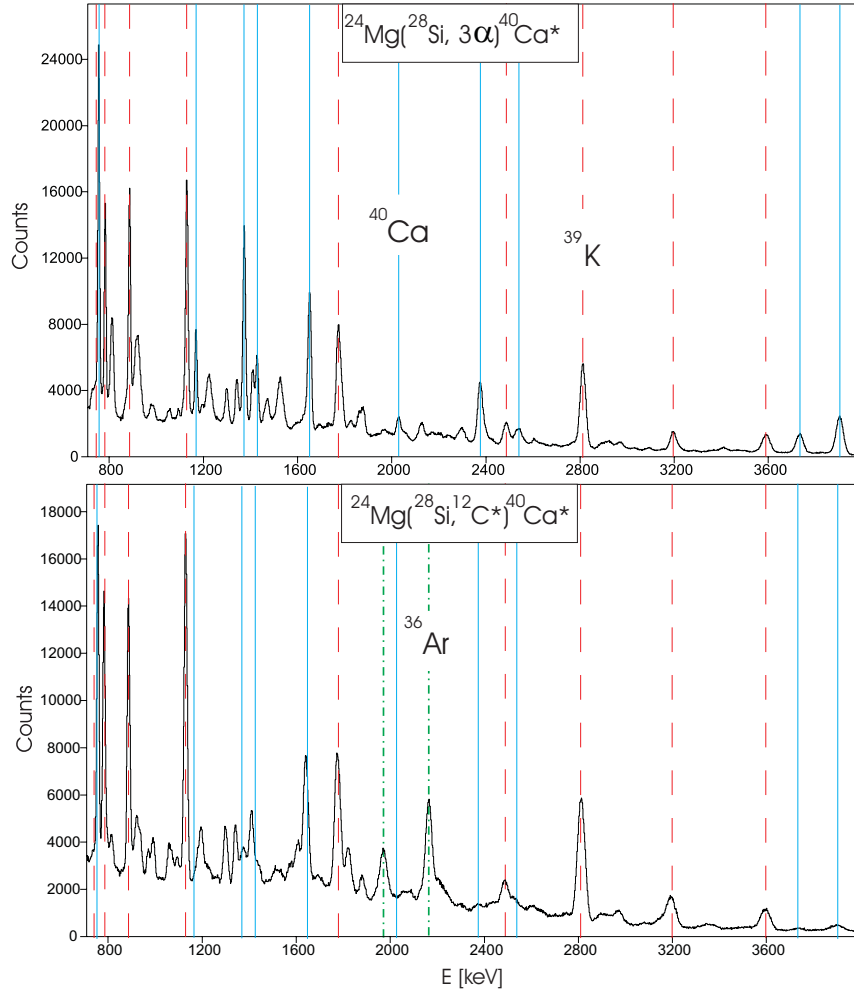 ²⁴Mg(²⁸Si, 3α)⁴⁰Ca*
24000
20000
16000
12000
8000
4000
0
Counts
⁴⁰Ca
³⁹K
800 1200 1600 2000 2400 2800 3200 3600
²⁴Mg(²⁸Si,¹²C*)⁴⁰Ca*
18000
16000
14000
12000
10000
8000
6000
4000
2000
0
Counts
³⁶Ar
800 1200 1600 2000 2400 2800 3200 3600
E [keV]